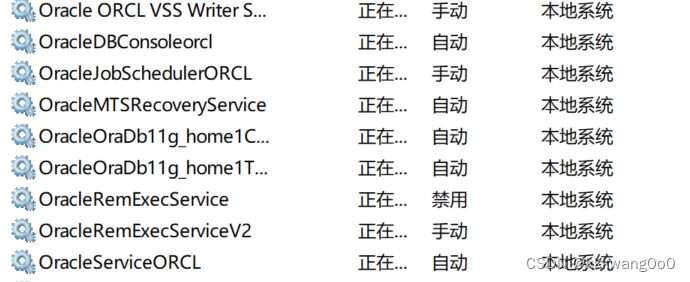 Oracle ORCL VSS Writer S... 正在... 手动 本地系统
OracleDBConsoleorcl 正在... 自动 本地系统
OracleJobSchedulerORCL 正在... 手动 本地系统
OracleMTSRecoveryService 正在... 自动 本地系统
OracleOraDb11g_home1C... 正在... 自动 本地系统
OracleOraDb11g_home1T... 正在... 自动 本地系统
OracleRemExecService 正在... 禁用 本地系统
OracleRemExecServiceV2 正在... 手动 本地系统
OracleServiceORCL 正在... 自动 本地系统